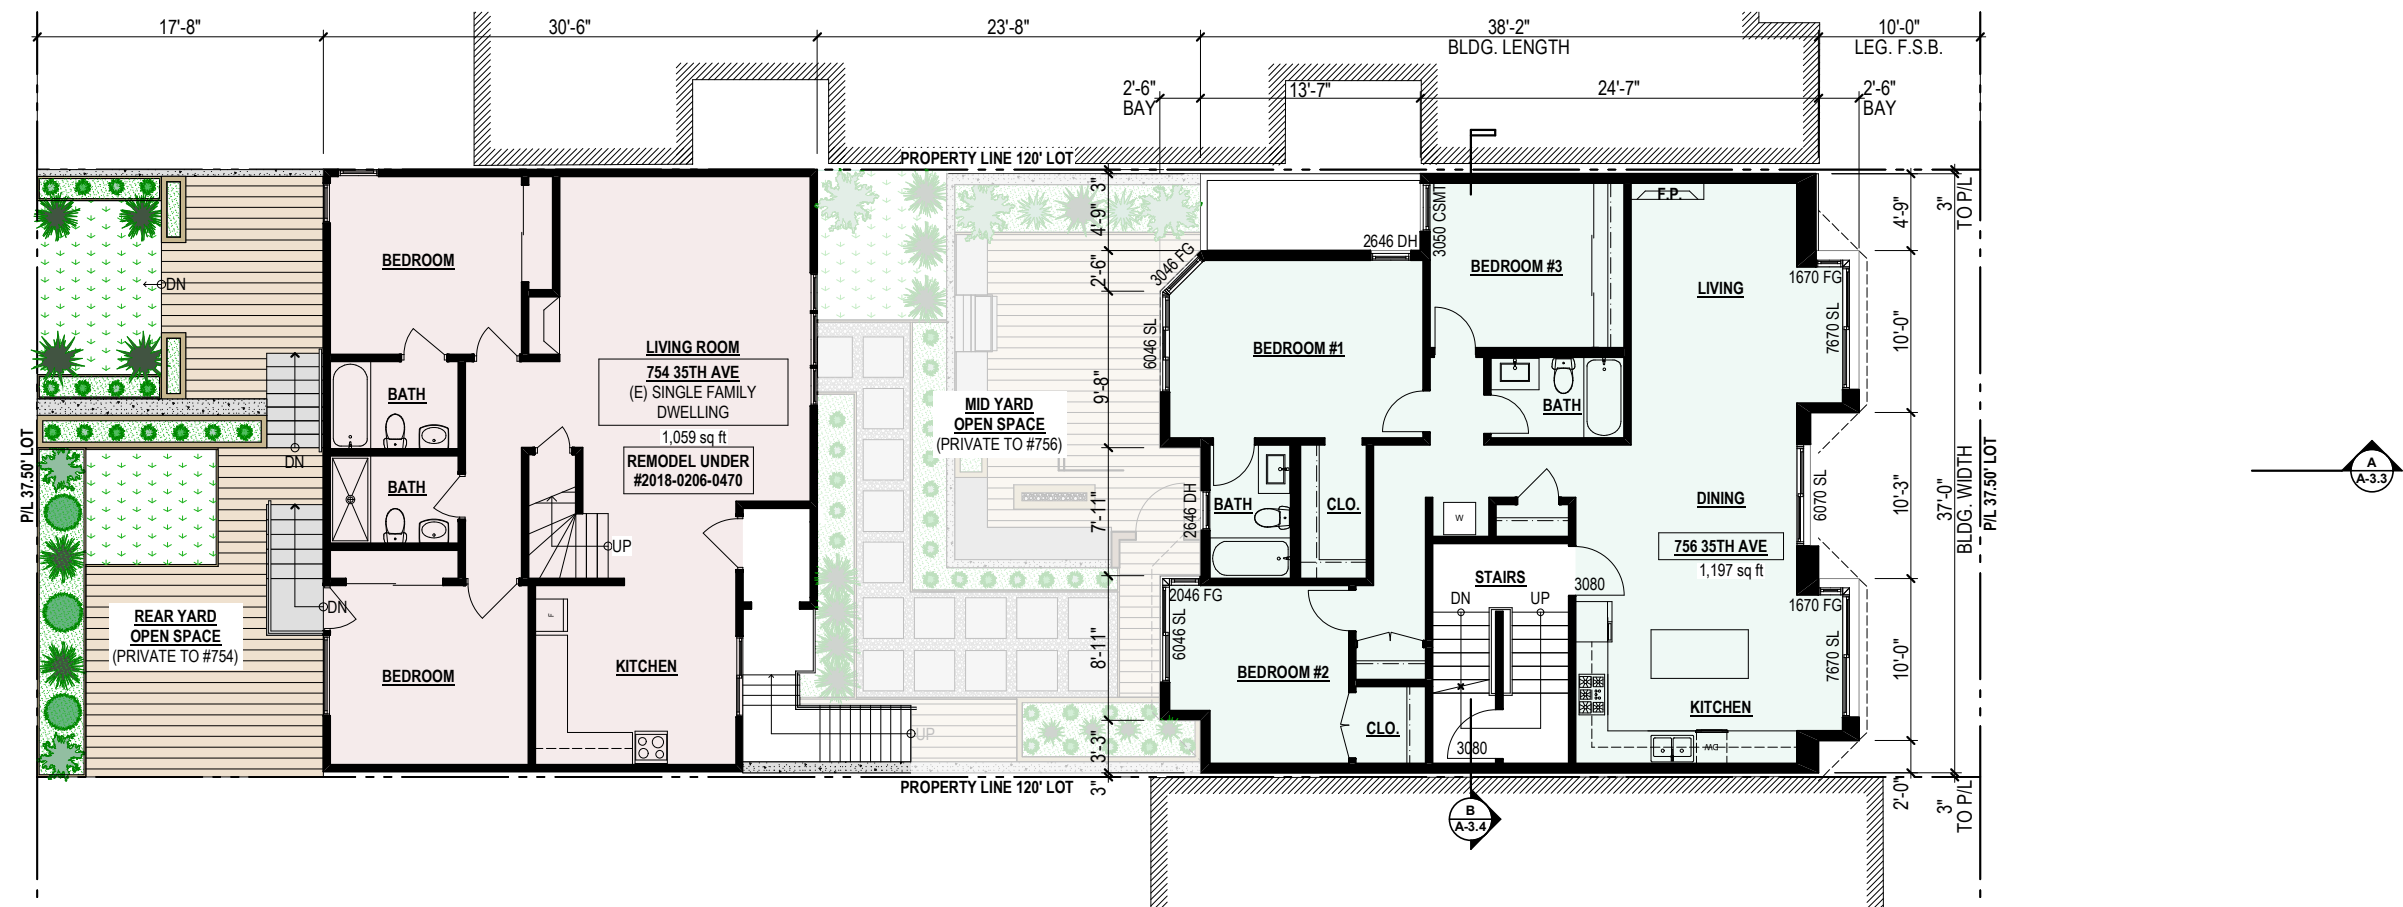 17'-8"
30'-6"
23'-8"
38'-2"
BLDG. LENGTH
10'-0"
LEG. F.S.B.
2'-6"
BAY
13'-7"
24'-7"
2'-6"
BAY
PROPERTY LINE 120' LOT
3"
4'-9"
2'-6"
9'-8"
7'-11"
8'-11"
3'-3"
3"
P/L 37.50' LOT
DN
DN
DN
REAR YARD
OPEN SPACE
(PRIVATE TO #754)
BEDROOM
BATH
BATH
BEDROOM
LIVING ROOM
754 35TH AVE
(E) SINGLE FAMILY
DWELLING
1,059 sq ft
REMODEL UNDER
#2018-0206-0470
UP
F
KITCHEN
UP
MID YARD
OPEN SPACE
(PRIVATE TO #756)
PROPERTY LINE 120' LOT
3046 FG
2646 DH
3050 CSMT
6046 SL
BEDROOM #1
BEDROOM #3
F.P.
LIVING
1670 FG
7670 SL
BATH
2646 DH
BATH
CLO.
W
DINING
6070 SL
756 35TH AVE
1,197 sq ft
2046 FG
6046 SL
BEDROOM #2
CLO.
STAIRS
DN
UP
3080
3080
1670 FG
7670 SL
KITCHEN
DW
4'-9"
10'-0"
10'-3"
10'-0"
2'-0"
3"
TO P/L
37'-0"
BLDG. WIDTH
3"
TO P/L
P/L 37.50' LOT
A
A-3.3
B
A-3.4